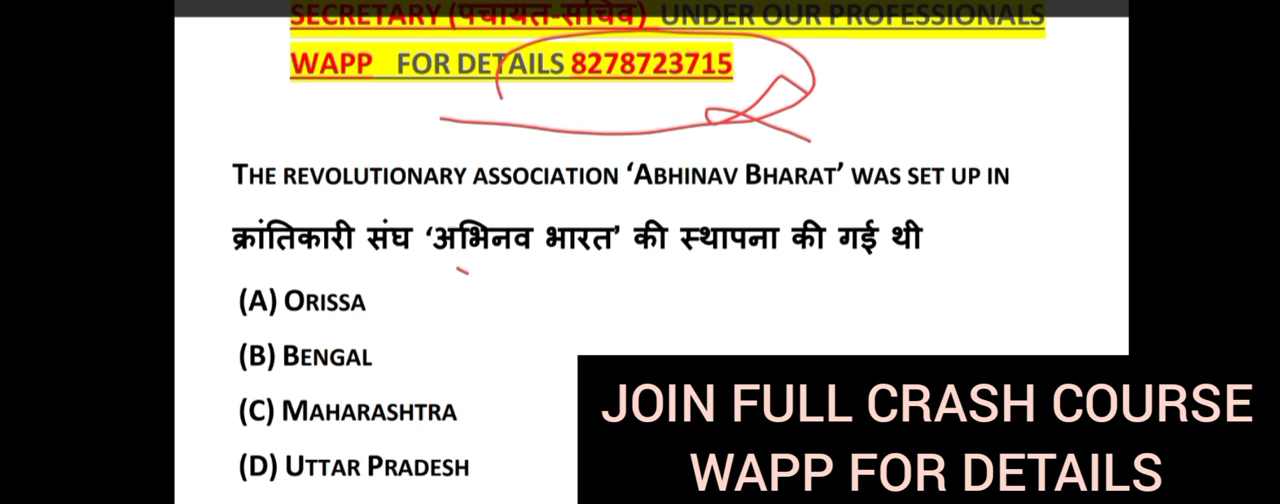 SECRETARY (पंचायत-सचिव) UNDER OUR PROFESSIONALS
WAPP FOR DETAILS 8278723715
THE REVOLUTIONARY ASSOCIATION ‘ABHINAV BHARAT’ WAS SET UP IN
क्रांतिकारी संघ ‘अभिनव भारत’ की स्थापना की गई थी
(A) ORISSA
(B) BENGAL
(C) MAHARASHTRA
(D) UTTAR PRADESH
JOIN FULL CRASH COURSE
WAPP FOR DETAILS